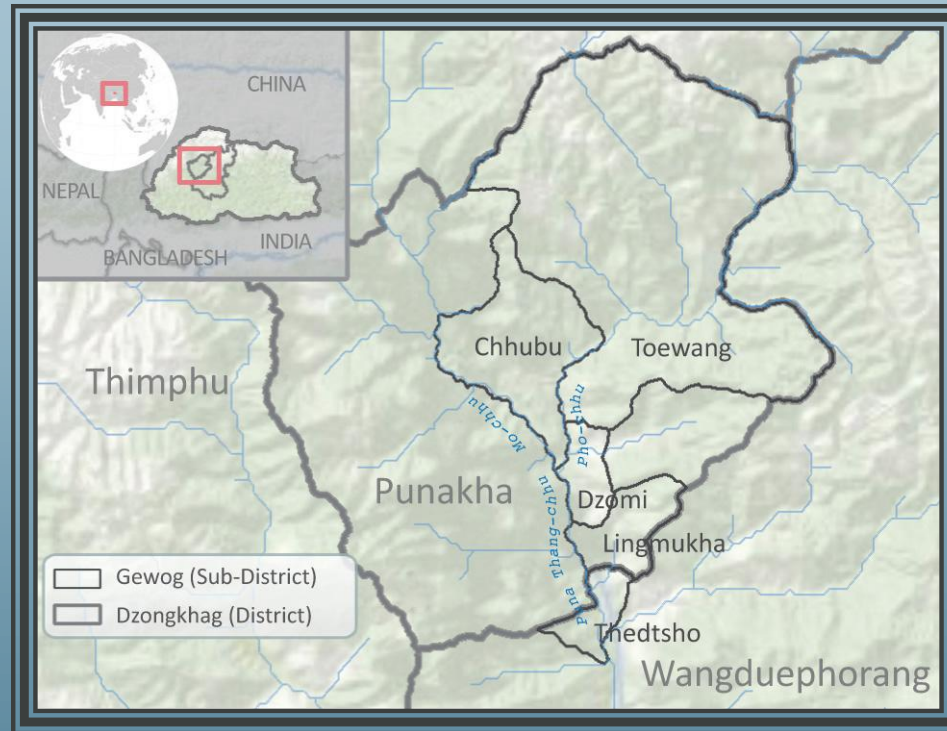 CHINA
NEPAL
INDIA
BANGLADESH
Thimphu
Chhubu
Toewang
Mo-chhu
Pho-chhu
Punakha
Dzomi
Puna Thang-chhu
Lingmukha
Gewog (Sub-District)
Dzongkhag (District)
Thedtsho
Wangduephorang